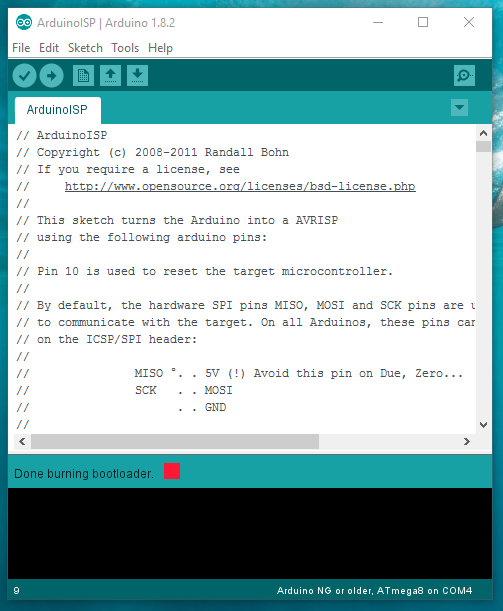 ArduinoISP | Arduino 1.8.2
File Edit Sketch Tools Help
ArduinoISP
// ArduinoISP
// Copyright (c) 2008-2011 Randall Bohn
// If you require a license, see
//     http://www.opensource.org/licenses/bsd-license.php
//
// This sketch turns the Arduino into a AVRISP
// using the following arduino pins:
//
// Pin 10 is used to reset the target microcontroller.
//
// By default, the hardware SPI pins MISO, MOSI and SCK pins are u
// to communicate with the target. On all Arduinos, these pins can
// on the ICSP/SPI header:
//
//               MISO °. . 5V (!) Avoid this pin on Due, Zero...
//               SCK   . . MOSI
//                     . . GND
//
Done burning bootloader.
9 Arduino NG or older, ATmega8 on COM4